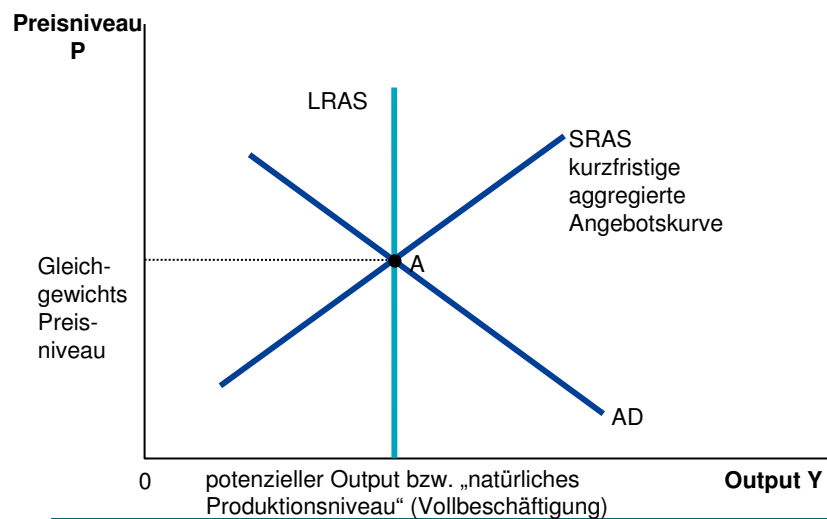 Preisniveau
P
LRAS
SRAS
kurzfristige
aggregierte
Angebotskurve
A
Gleich-
gewichts
Preis-
niveau
AD
0
potenzieller Output bzw. „natürliches
Produktionsniveau“ (Vollbeschäftigung)
Output Y